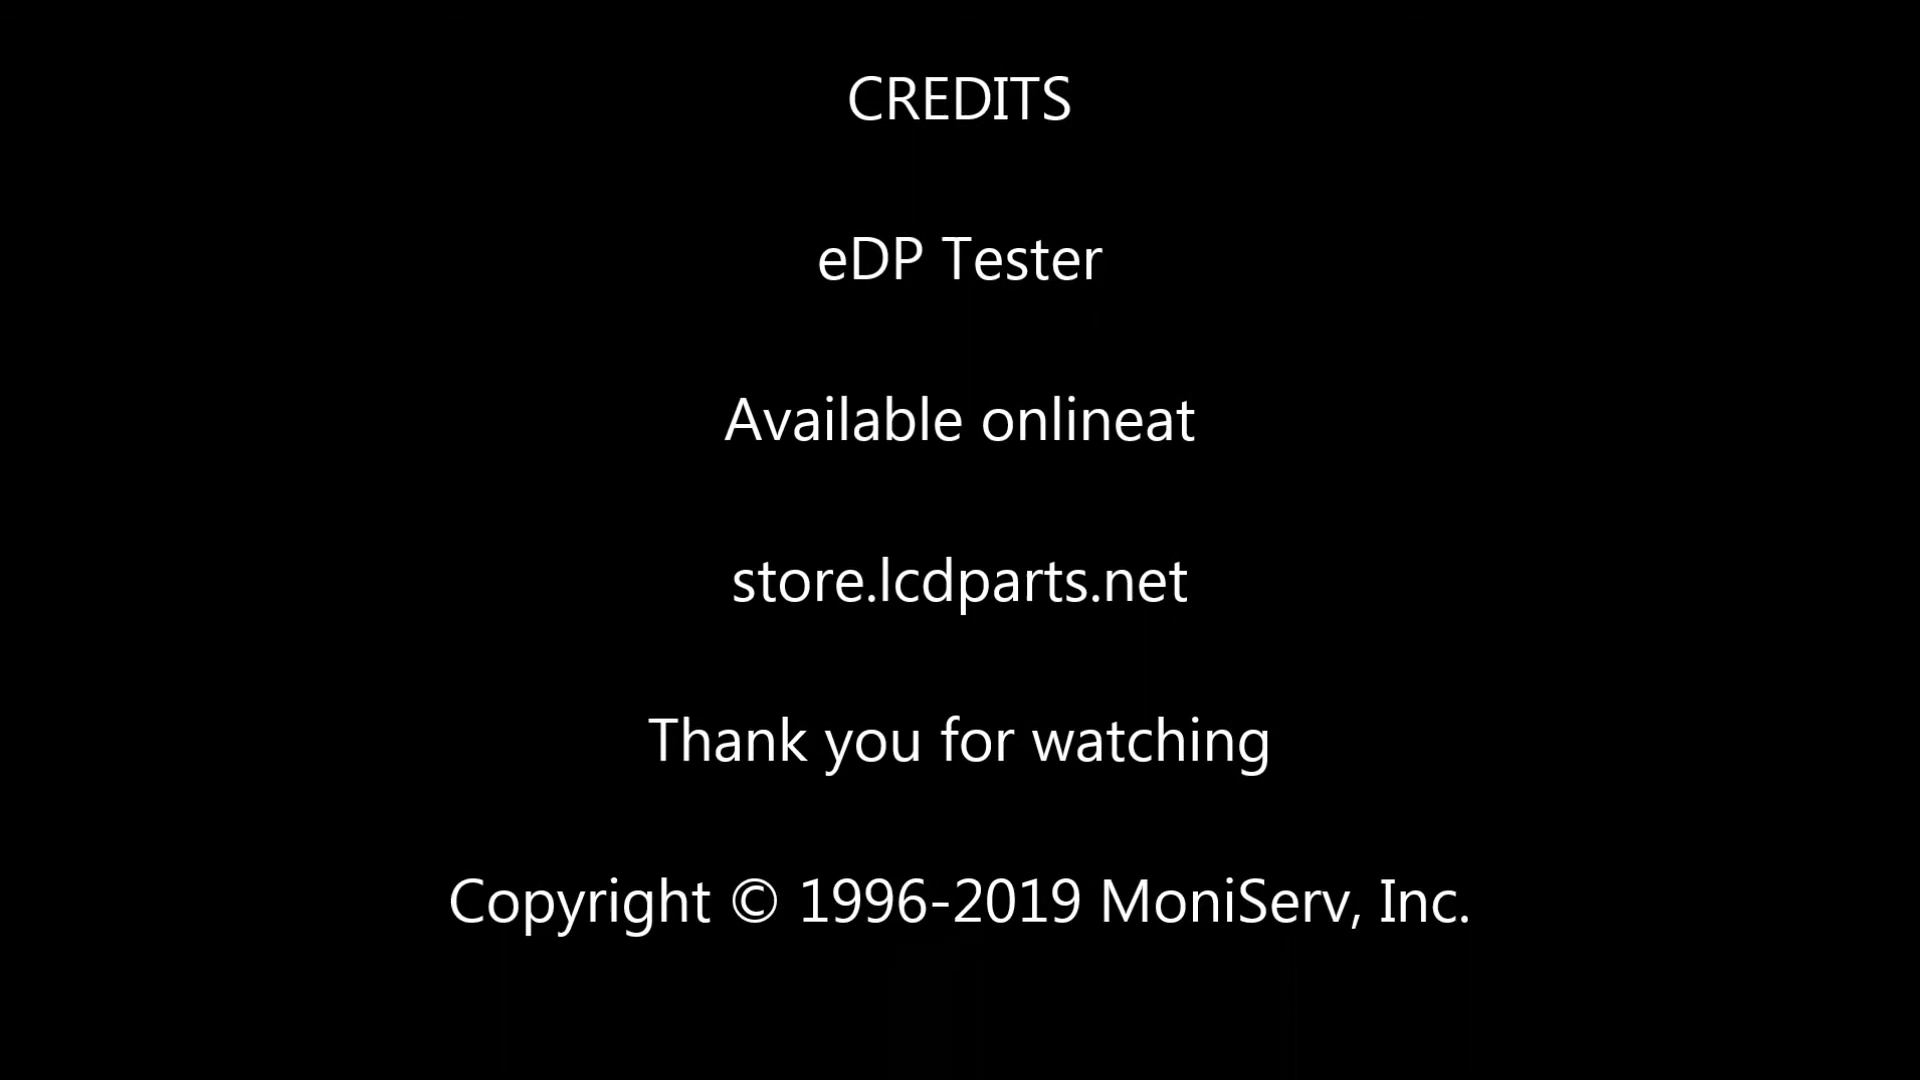 CREDITS
eDP Tester
Available onlineat
store.lcdparts.net
Thank you for watching
Copyright © 1996-2019 MoniServ, Inc.